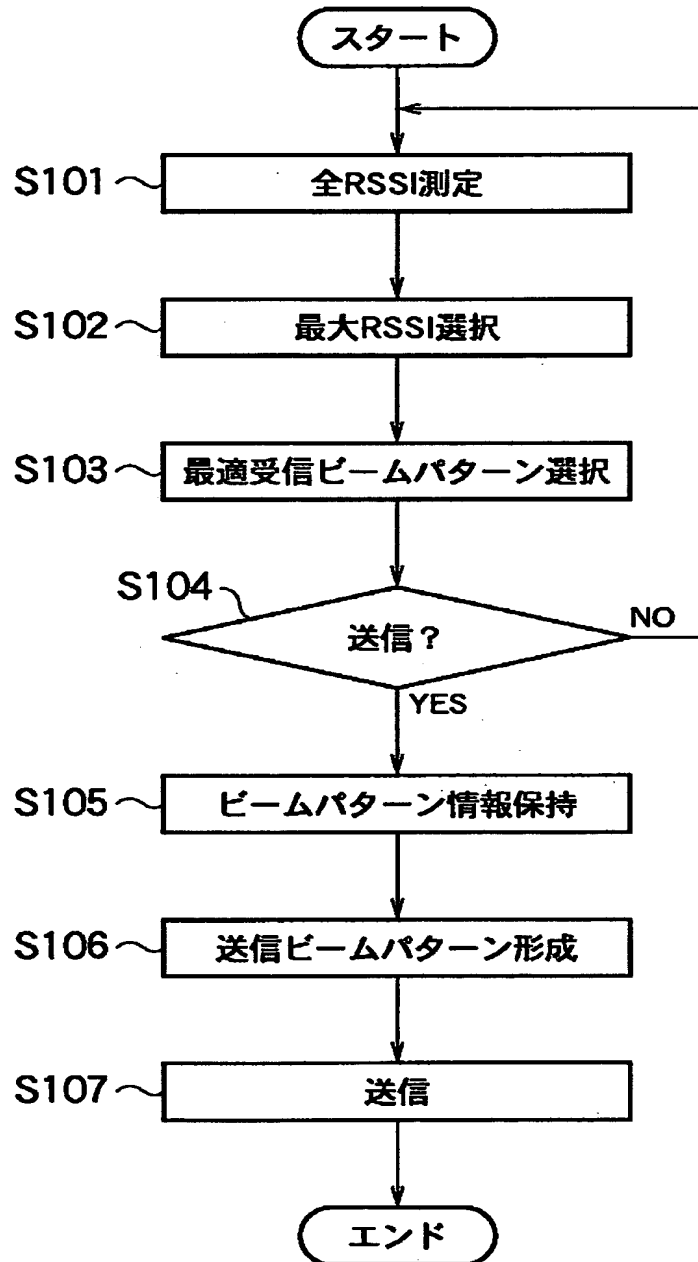 スタート
S101
全RSSI測定
S102
最大RSSI選択
S103
最適受信ビームパターン選択
S104
送信？
NO
YES
S105
ビームパターン情報保持
S106
送信ビームパターン形成
S107
送信
エンド